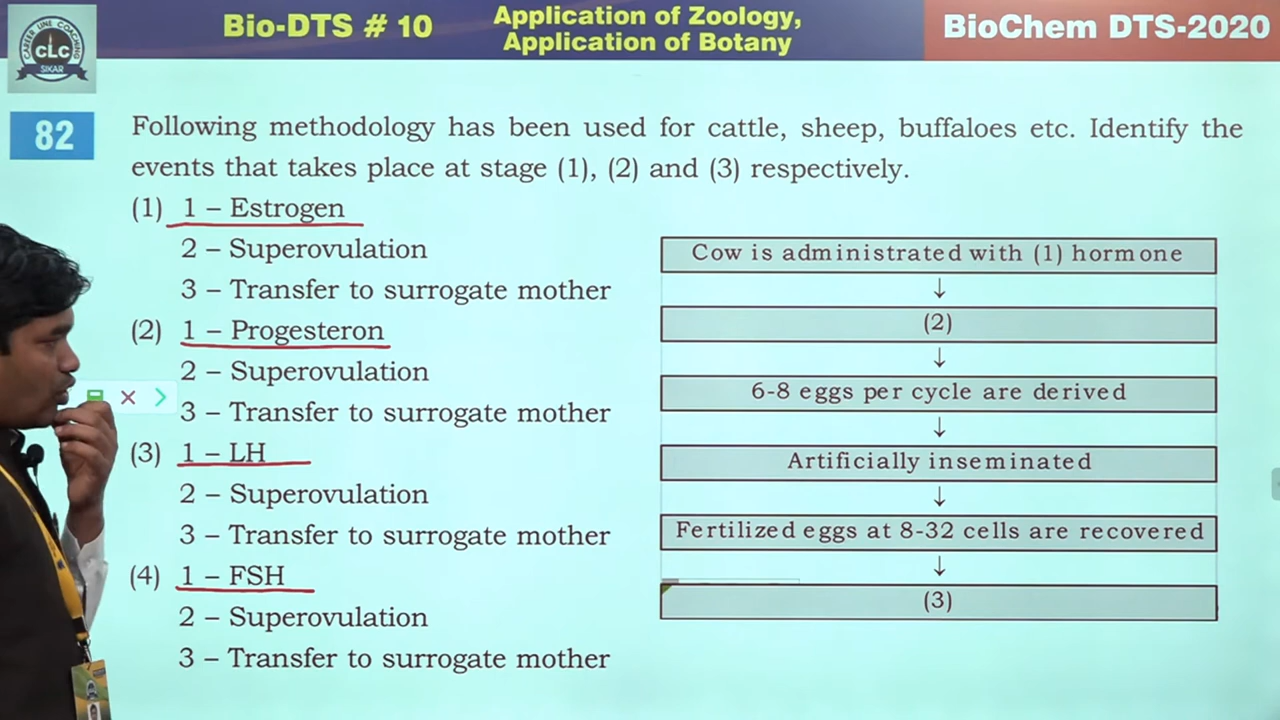 CAREER LINE COACHING
CLC
SIKAR
Bio-DTS # 10
Application of Zoology,
Application of Botany
BioChem DTS-2020
82
Following methodology has been used for cattle, sheep, buffaloes etc. Identify the
events that takes place at stage (1), (2) and (3) respectively.
(1) 1 – Estrogen
2 – Superovulation
3 – Transfer to surrogate mother
(2) 1 – Progesteron
2 – Superovulation
3 – Transfer to surrogate mother
(3) 1 – LH
2 – Superovulation
3 – Transfer to surrogate mother
(4) 1 – FSH
2 – Superovulation
3 – Transfer to surrogate mother
Cow is administrated with (1) hormone
↓
(2)
↓
6-8 eggs per cycle are derived
↓
Artificially inseminated
↓
Fertilized eggs at 8-32 cells are recovered
↓
(3)